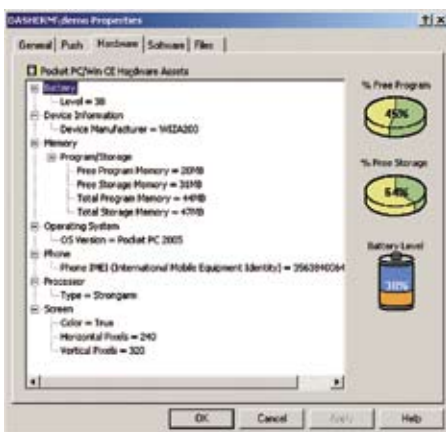 DASHERM\demo Properties
General Push Hardware Software Files
Pocket PC/Win CE Hardware Assets
Battery
Level = 38
Device Information
Device Manufacturer = WIZA200
Memory
Program/Storage
Free Program Memory = 20MB
Free Storage Memory = 31MB
Total Program Memory = 44MB
Total Storage Memory = 47MB
Operating System
OS Version = Pocket PC 2005
Phone
Phone IMEI (International Mobile Equipment Identity) =
Processor
Type = Strongarm
Screen
Color = True
Horizontal Pixels = 240
Vertical Pixels = 320
% Free Program
45%
% Free Storage
64%
Battery Level
38%
OK Cancel Apply Help